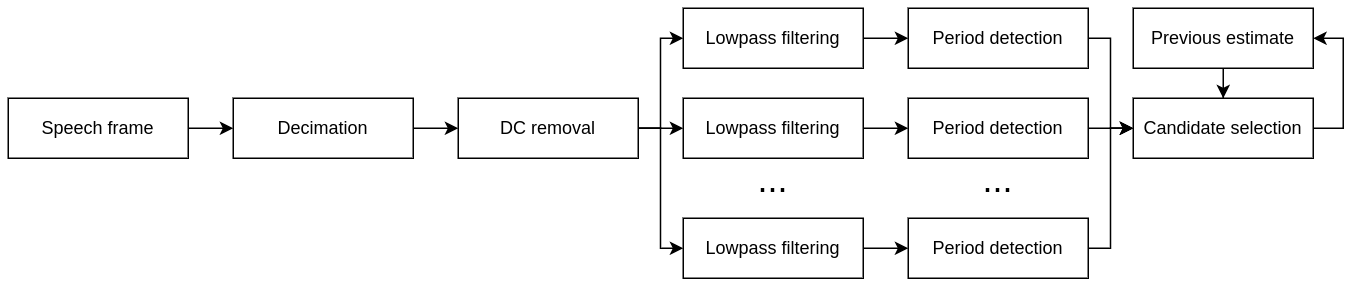 Speech frame
Decimation
DC removal
Lowpass filtering
Period detection
Lowpass filtering
Period detection
...
...
Lowpass filtering
Period detection
Previous estimate
Candidate selection